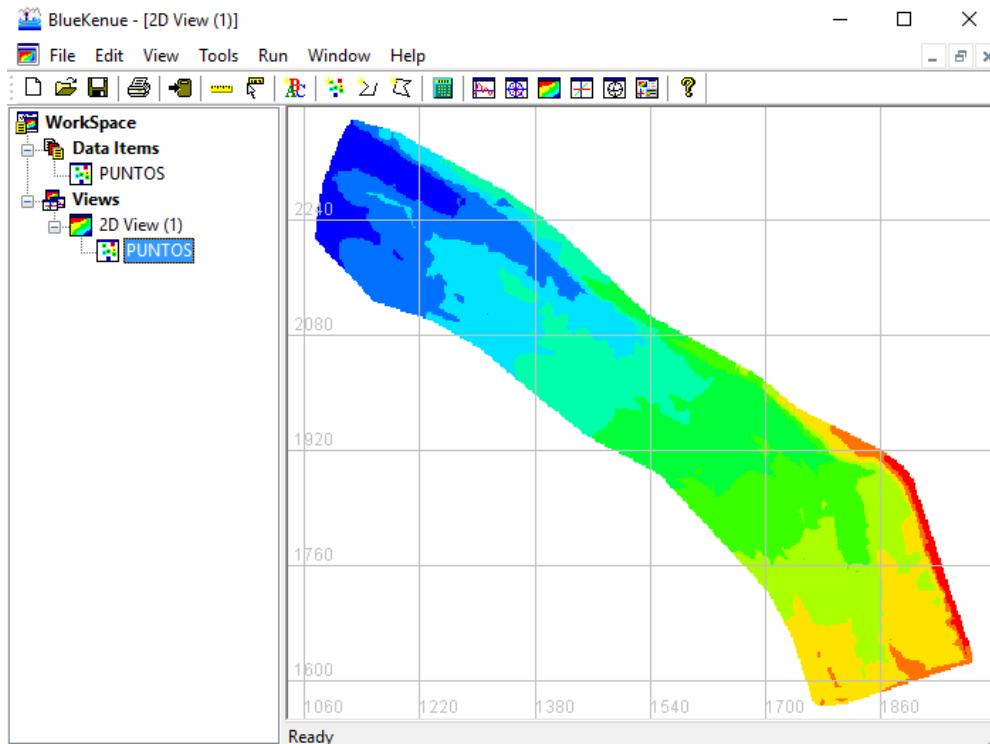 BlueKenue - [2D View (1)]
File Edit View Tools Run Window Help
WorkSpace
Data Items
PUNTOS
Views
2D View (1)
PUNTOS
2240
2080
1920
1760
1600
1060 1220 1380 1540 1700 1860
Ready